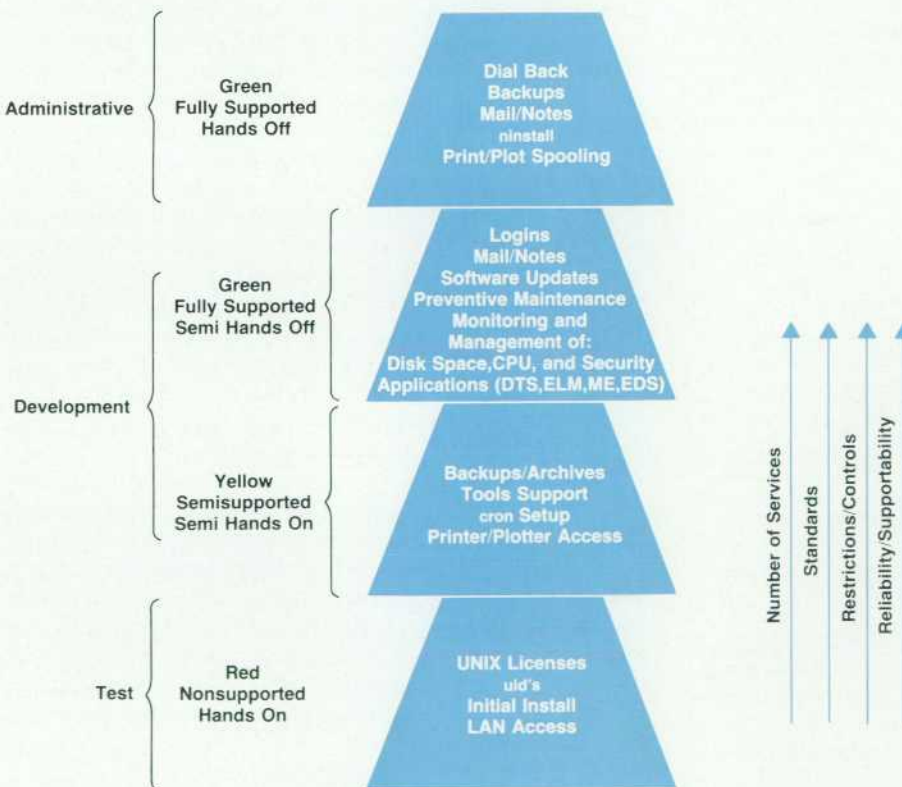 Administrative
Green
Fully Supported
Hands Off
Dial Back
Backups
Mail/Notes
ninstall
Print/Plot Spooling
Development
Green
Fully Supported
Semi Hands Off
Logins
Mail/Notes
Software Updates
Preventive Maintenance
Monitoring and
Management of:
Disk Space,CPU, and Security
Applications (DTS,ELM,ME,EDS)
Yellow
Semisupported
Semi Hands On
Backups/Archives
Tools Support
cron Setup
Printer/Plotter Access
Test
Red
Nonsupported
Hands On
UNIX Licenses
uid's
Initial Install
LAN Access
Number of Services
Standards
Restrictions/Controls
Reliability/Supportability